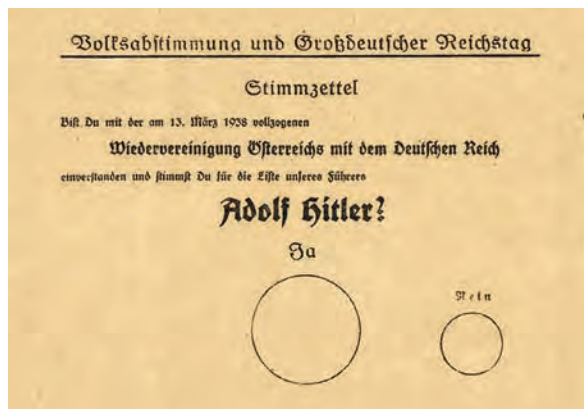 Volksabstimmung und Großdeutscher Reichstag
Stimmzettel
Bist Du mit der am 13. März 1938 vollzogenen
Wiedervereinigung Österreichs mit dem Deutschen Reich
einverstanden und stimmst Du für die Liste unseres Führers
Adolf Hitler?
Ja
Nein